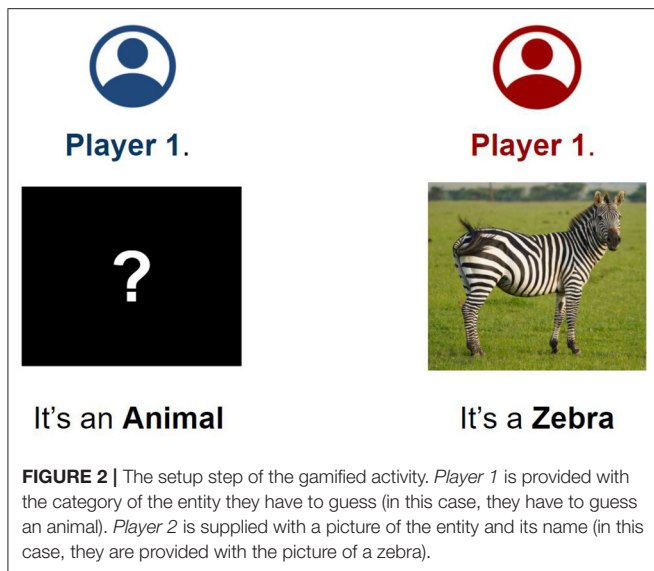 Player 1.
Player 1.
?
It's an Animal
It's a Zebra
FIGURE 2 | The setup step of the gamified activity. Player 1 is provided with
the category of the entity they have to guess (in this case, they have to guess
an animal). Player 2 is supplied with a picture of the entity and its name (in this
case, they are provided with the picture of a zebra).